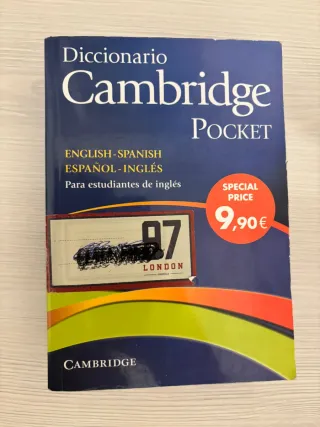 Diccionario
Cambridge
POCKET
ENGLISH-SPANISH
ESPAÑOL-INGLÉS
Para estudiantes de inglés
SPECIAL
PRICE
9,90€
97
LONDON
CAMBRIDGE